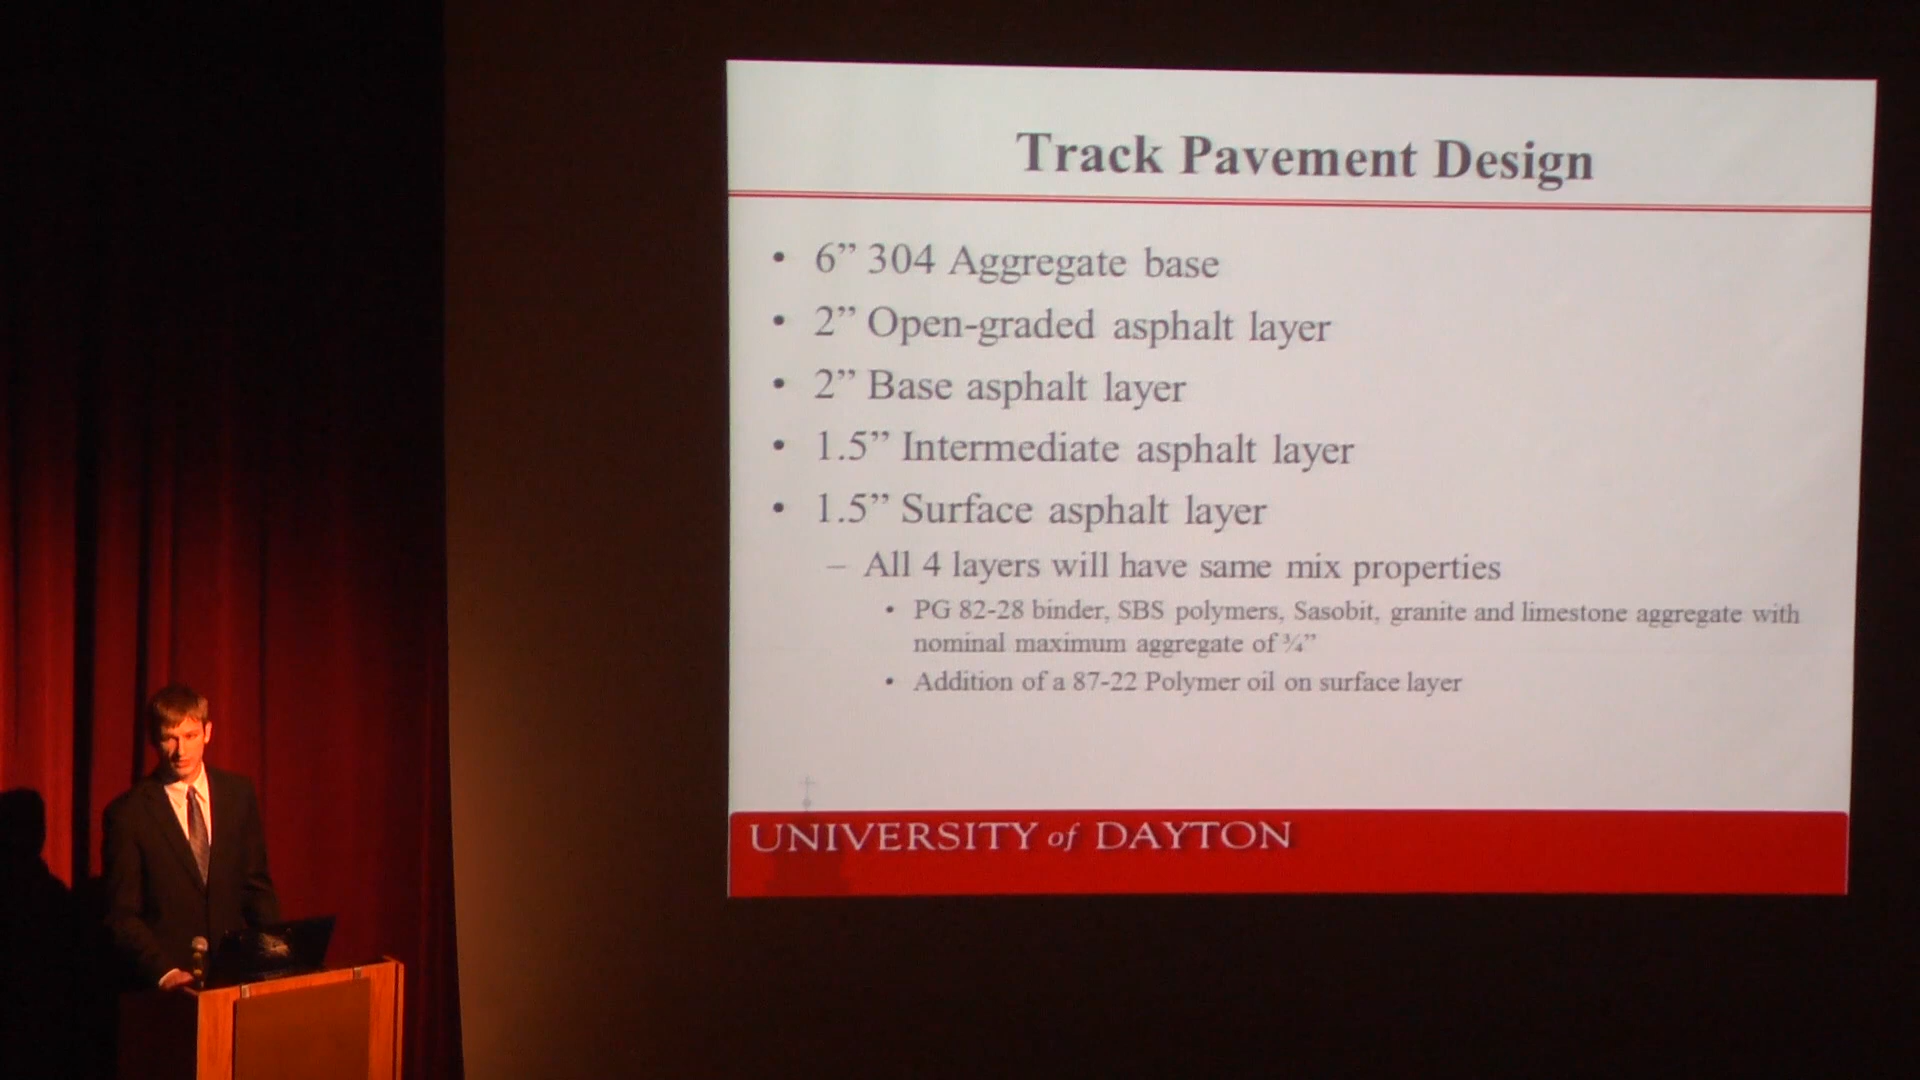 Track Pavement Design
• 6” 304 Aggregate base
• 2” Open-graded asphalt layer
• 2” Base asphalt layer
• 1.5” Intermediate asphalt layer
• 1.5” Surface asphalt layer
– All 4 layers will have same mix properties
• PG 82-28 binder, SBS polymers, Sasobit, granite and limestone aggregate with
nominal maximum aggregate of ¾”
• Addition of a 87-22 Polymer oil on surface layer
UNIVERSITY of DAYTON